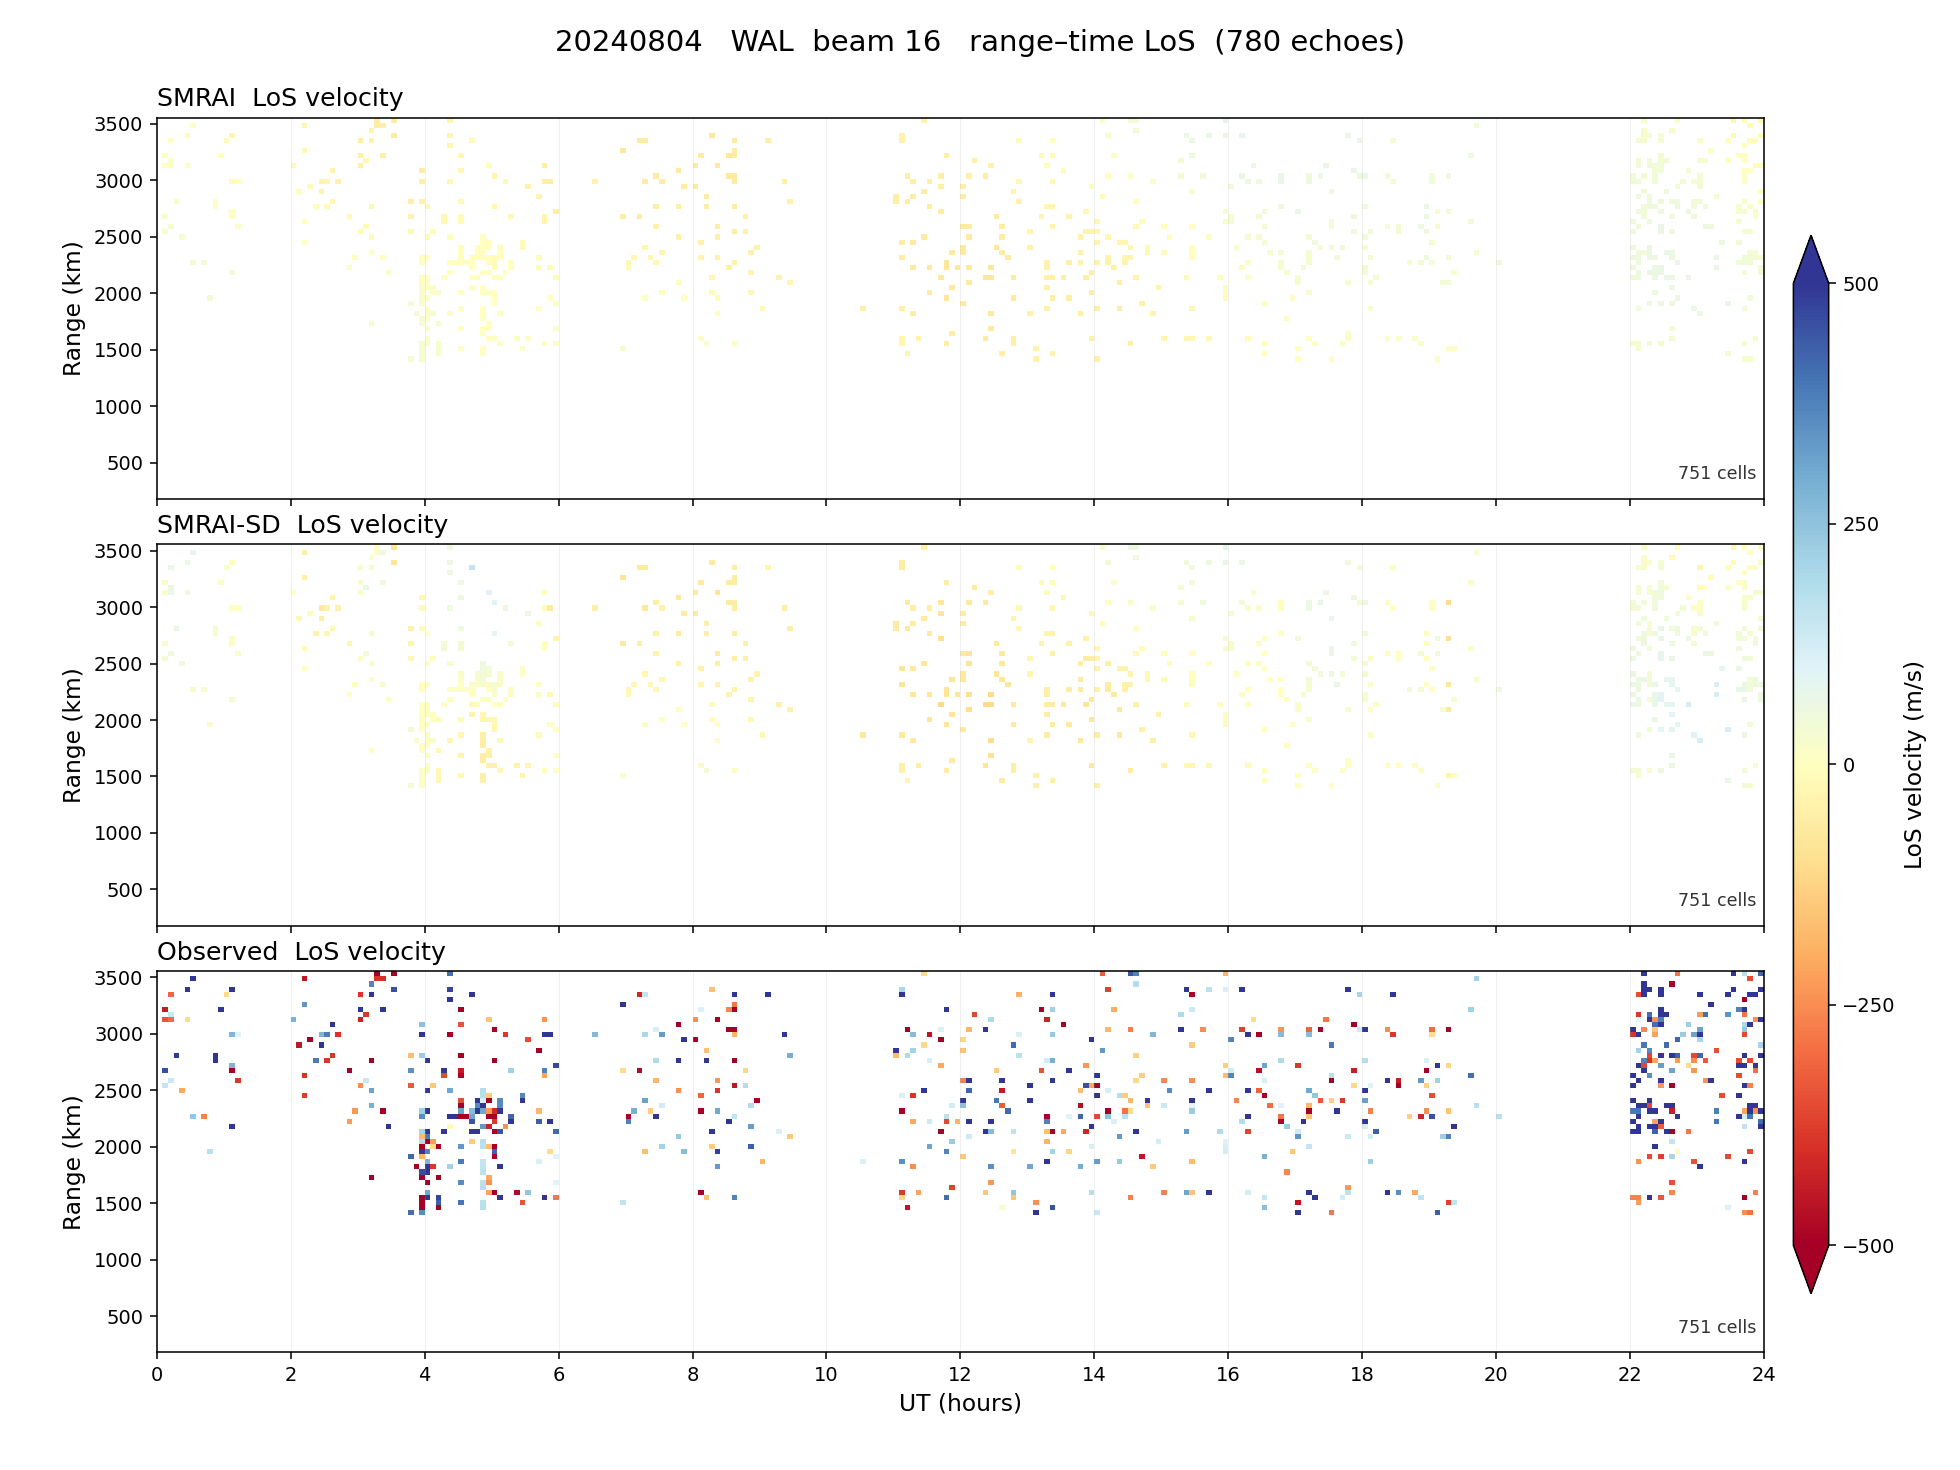 20240804   WAL  beam 16   range–time LoS  (780 echoes)
SMRAI  LoS velocity
3500
3000
2500
2000
1500
1000
500
Range (km)
751 cells
SMRAI-SD  LoS velocity
3500
3000
2500
2000
1500
1000
500
Range (km)
751 cells
Observed  LoS velocity
3500
3000
2500
2000
1500
1000
500
Range (km)
751 cells
0 2 4 6 8 10 12 14 16 18 20 22 24
UT (hours)
500
250
0
−250
−500
LoS velocity (m/s)